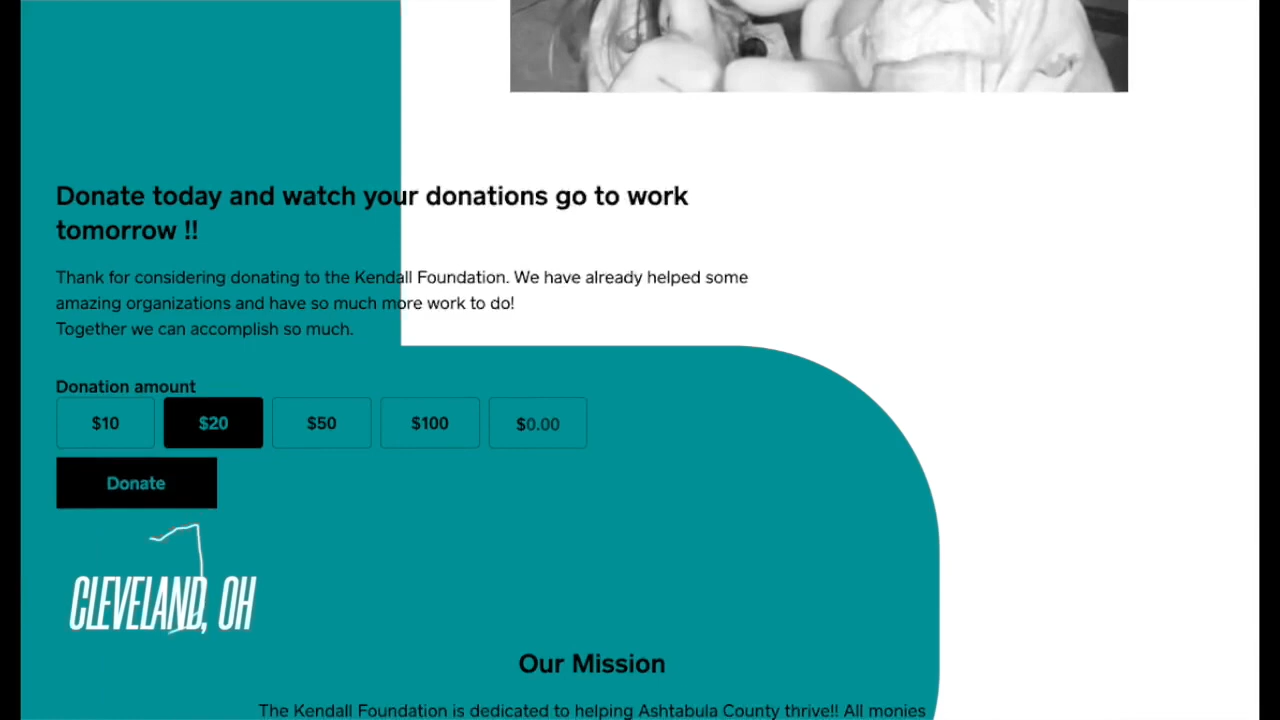 Donate today and watch your donations go to work
tomorrow !!
Thank for considering donating to the Kendall Foundation. We have already helped some
amazing organizations and have so much more work to do!
Together we can accomplish so much.
Donation amount
$10 $20 $50 $100 $0.00
Donate
CLEVELAND, OH
Our Mission
The Kendall Foundation is dedicated to helping Ashtabula County thrive!! All monies